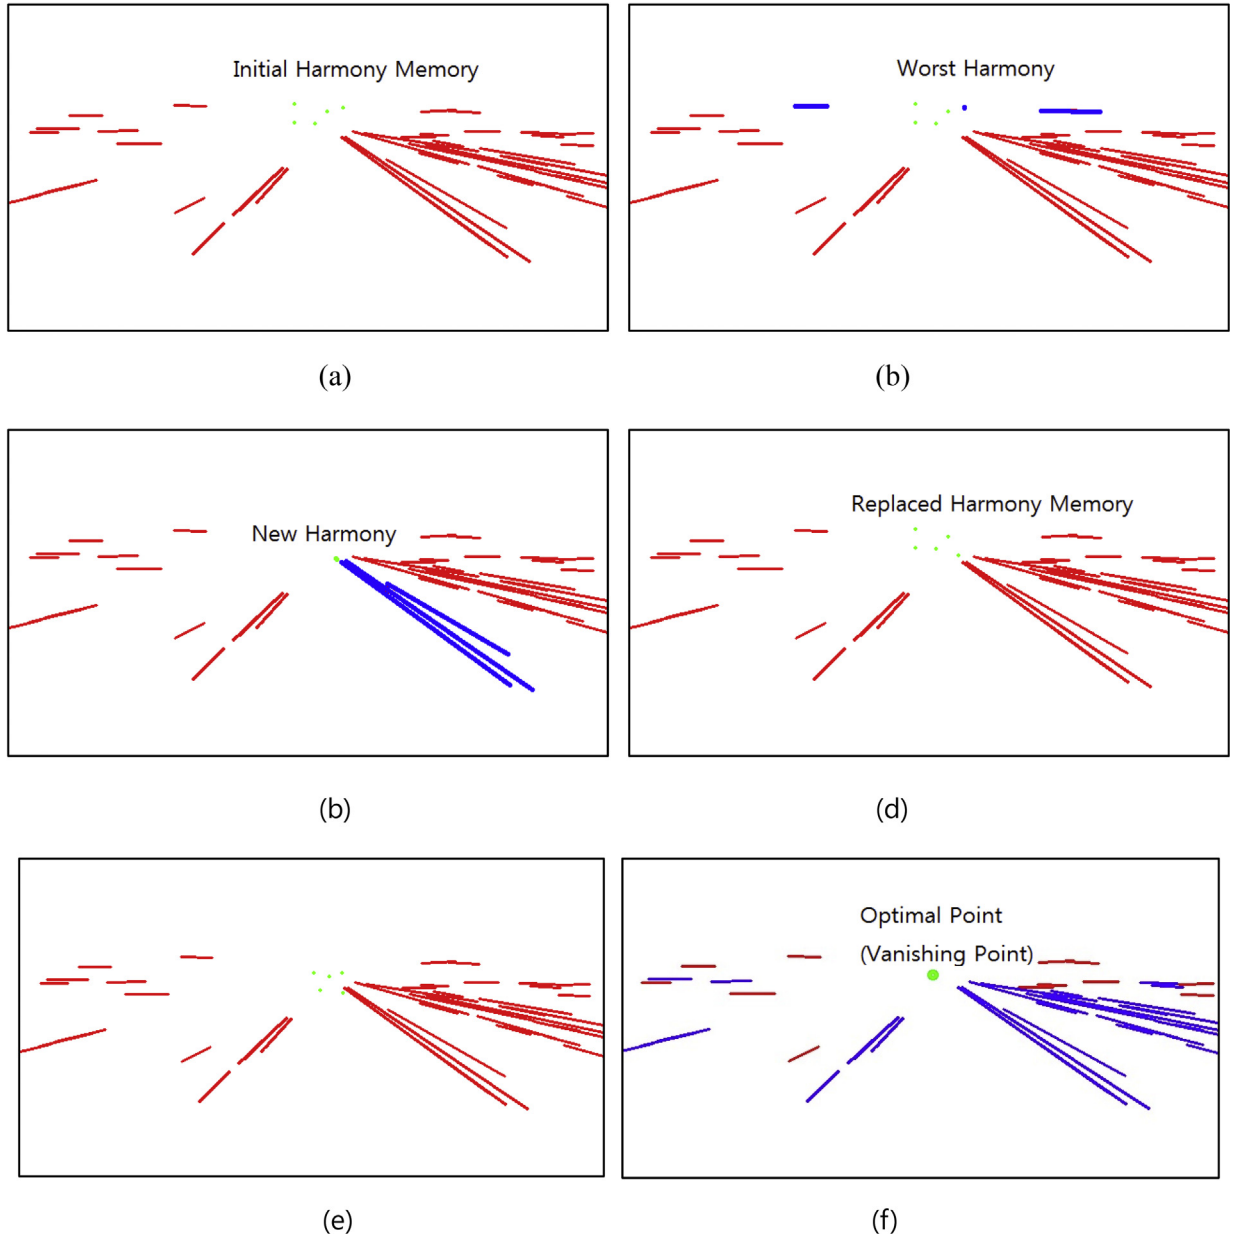 Initial Harmony Memory
Worst Harmony
(a)
(b)
New Harmony
Replaced Harmony Memory
(b)
(d)
Optimal Point
(Vanishing Point)
(e)
(f)